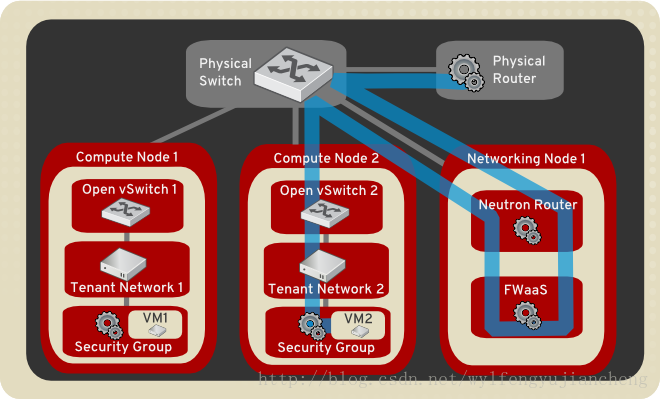 Physical
Switch
Physical
Router
Compute Node 1
Compute Node 2
Networking Node 1
Open vSwitch 1
Open vSwitch 2
Neutron Router
Tenant Network 1
Tenant Network 2
FWaaS
VM1
Security Group
VM2
Security Group
http://blog.csdn.net/wylfengyujiancheng